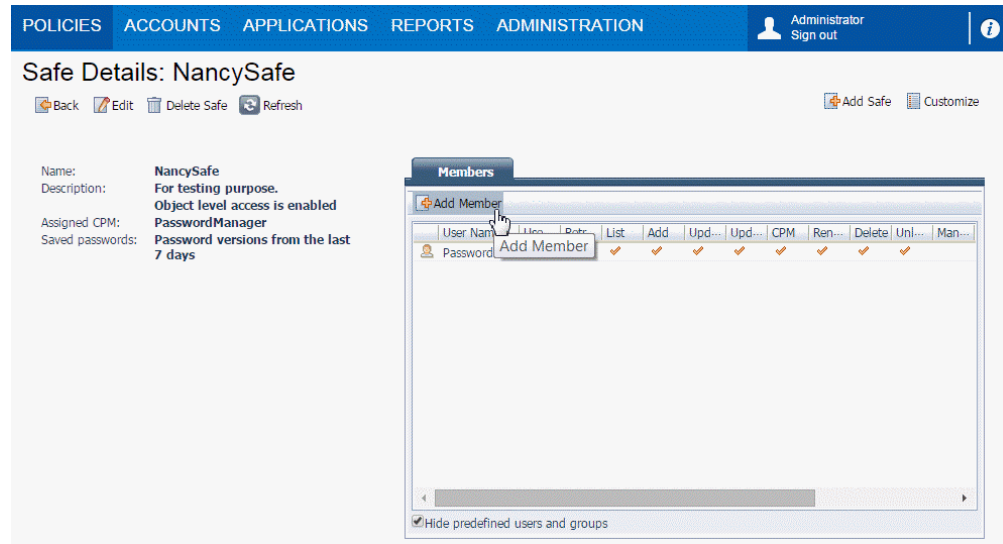 POLICIES ACCOUNTS APPLICATIONS REPORTS ADMINISTRATION Administrator
Sign out
Safe Details: NancySafe
Back Edit Delete Safe Refresh Add Safe Customize
Name: NancySafe
Description: For testing purpose.
Object level access is enabled
Assigned CPM: PasswordManager
Saved passwords: Password versions from the last
7 days
Members
Add Member
User Nam Use Retr List Add Upd... Upd... CPM Ren... Delete Unl... Man...
Add Member
Password
Hide predefined users and groups